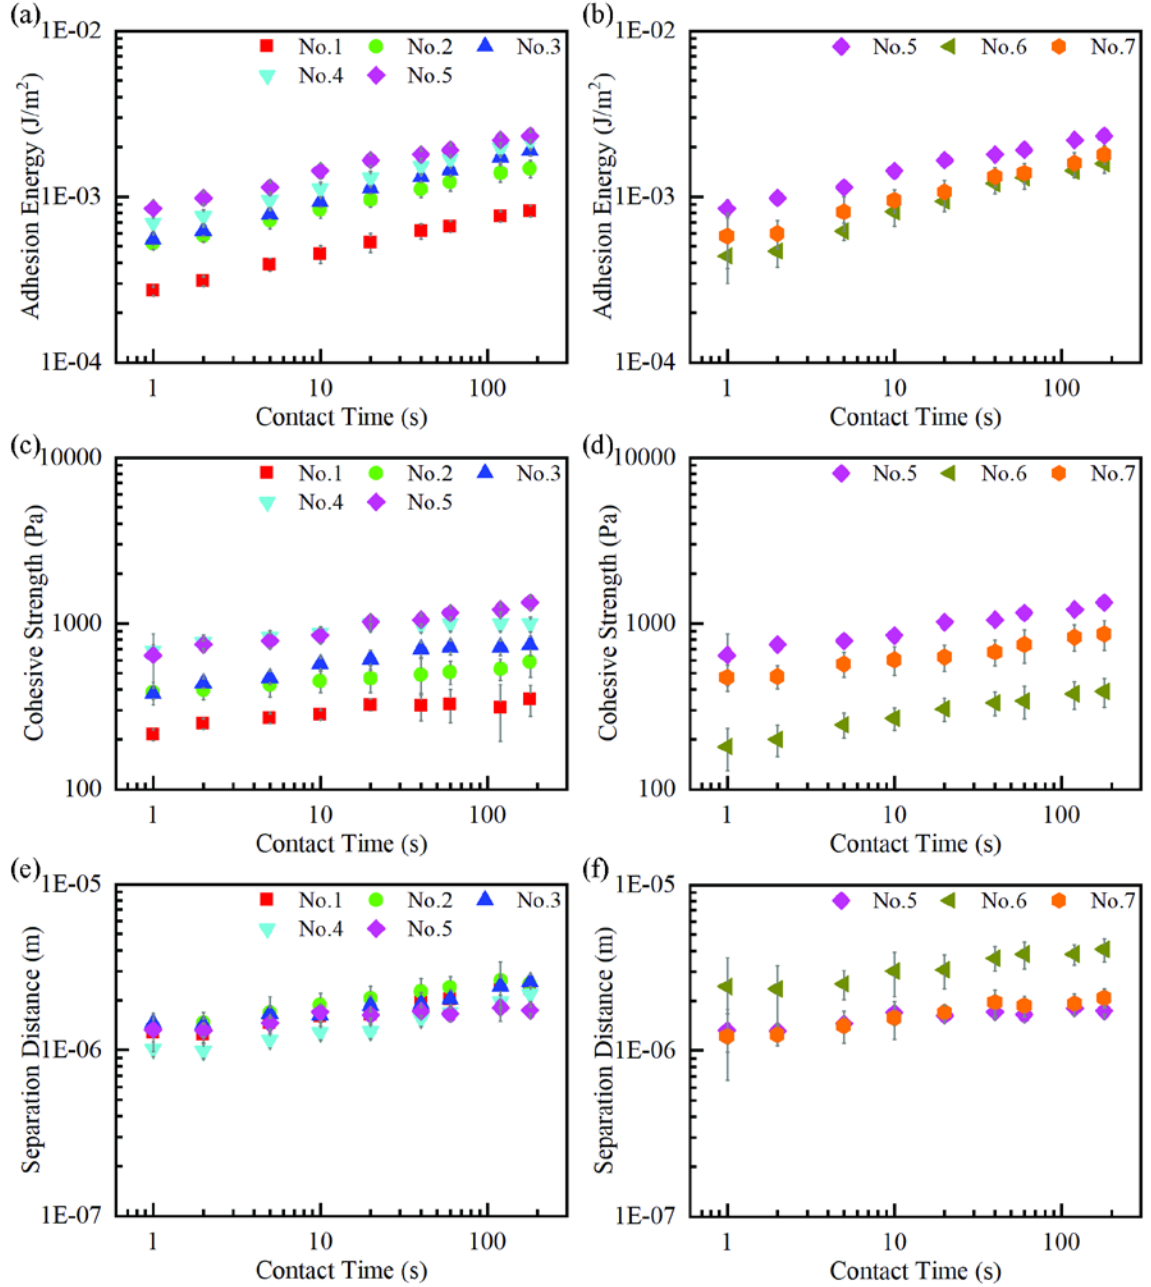 (a)
1E-02
No.1 No.2 No.3
No.4 No.5
Adhesion Energy (J/m²)
1E-03
1E-04
1 10 100
Contact Time (s)
(b)
1E-02
No.5 No.6 No.7
Adhesion Energy (J/m²)
1E-03
1E-04
1 10 100
Contact Time (s)
(c)
10000
No.1 No.2 No.3
No.4 No.5
Cohesive Strength (Pa)
1000
100
1 10 100
Contact Time (s)
(d)
10000
No.5 No.6 No.7
Cohesive Strength (Pa)
1000
100
1 10 100
Contact Time (s)
(e)
1E-05
No.1 No.2 No.3
No.4 No.5
Separation Distance (m)
1E-06
1E-07
1 10 100
Contact Time (s)
(f)
1E-05
No.5 No.6 No.7
Separation Distance (m)
1E-06
1E-07
1 10 100
Contact Time (s)